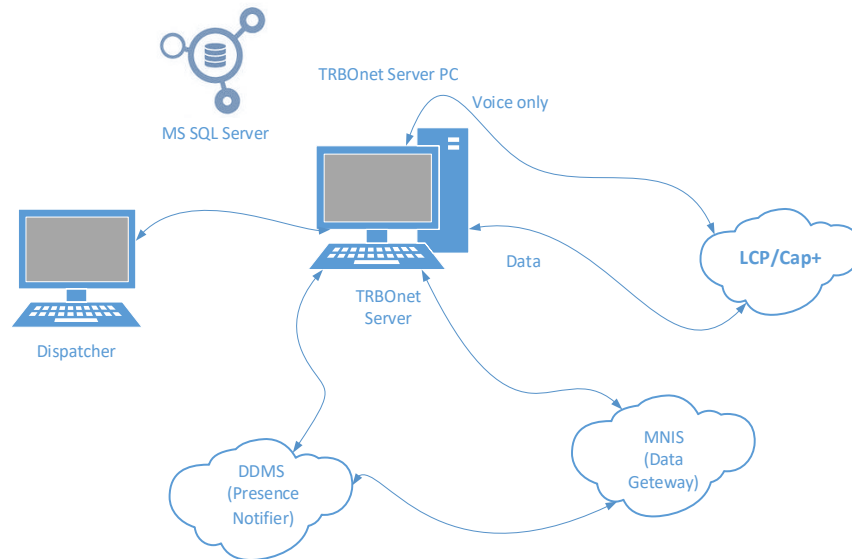 TRBOnet Server PC
Voice only
MS SQL Server
LCP/Cap+
Data
TRBOnet
Server
Dispatcher
MNIS
(Data
Geteway)
DDMS
(Presence
Notifier)